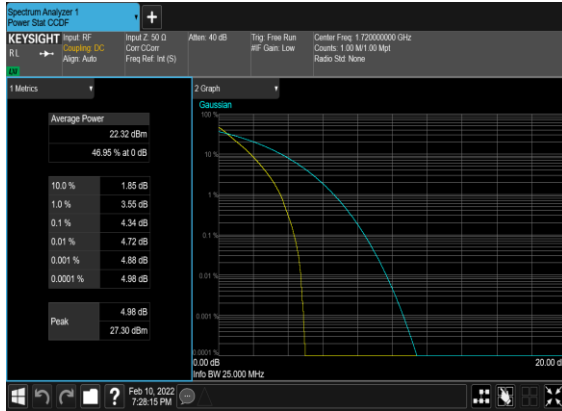 Spectrum Analyzer 1
Power Stat CCDF
KEYSIGHT
RL
LU
Input: RF
Coupling: DC
Align: Auto
Input Z: 50 Ω
Corr CCorr
Freq Ref: Int (S)
Atten: 40 dB
Trig: Free Run
#IF Gain: Low
Center Freq: 1.720000000 GHz
Counts: 1.00 M/1.00 Mpt
Radio Std: None
1 Metrics
Average Power
22.32 dBm
46.95 % at 0 dB
10.0 % 1.85 dB
1.0 % 3.55 dB
0.1 % 4.34 dB
0.01 % 4.72 dB
0.001 % 4.88 dB
0.0001 % 4.98 dB
Peak
4.98 dB
27.30 dBm
2 Graph
Gaussian
100 %
10 %
1 %
0.1 %
0.01 %
0.001 %
0.0001 %
0.00 dB
20.00 d
Info BW 25.000 MHz
?
Feb 10, 2022
7:28:15 PM